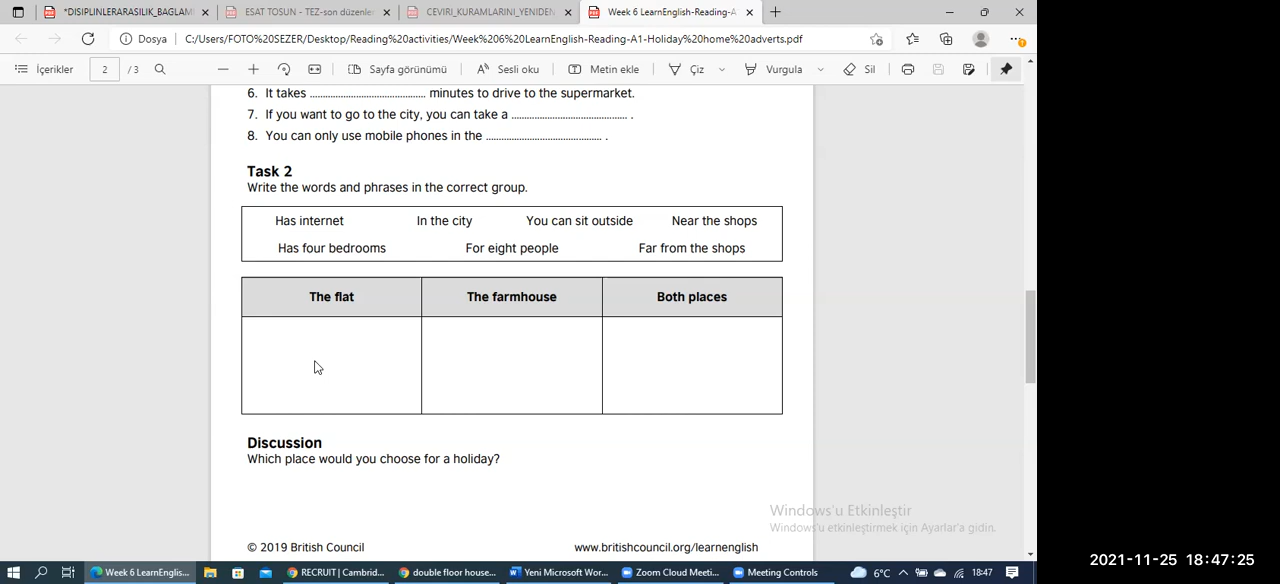 *DISIPLINLERARASILIK_BAGLAMI
ESAT TOSUN - TEZ-son düzenler
CEVIRI_KURAMLARINI_YENIDEN
Week 6 LearnEnglish-Reading-A
Dosya C:/Users/FOTO%20SEZER/Desktop/Reading%20activities/Week%206%20LearnEnglish-Reading-A1-Holiday%20home%20adverts.pdf
İçerikler 2 / 3 Sayfa görünümü Sesli oku Metin ekle Çiz Vurgula Sil
6. It takes .......................................... minutes to drive to the supermarket.
7. If you want to go to the city, you can take a .......................................... .
8. You can only use mobile phones in the .......................................... .
Task 2
Write the words and phrases in the correct group.
Has internet In the city You can sit outside Near the shops
Has four bedrooms For eight people Far from the shops
The flat The farmhouse Both places
Discussion
Which place would you choose for a holiday?
Windows'u Etkinleştir
Windows'u etkinleştirmek için Ayarlar'a gidin.
© 2019 British Council www.britishcouncil.org/learnenglish
2021-11-25 18:47:25
Week 6 LearnEnglis... RECRUIT | Cambrid... double floor house... Yeni Microsoft Wor... Zoom Cloud Meeti... Meeting Controls 6°C 18:47